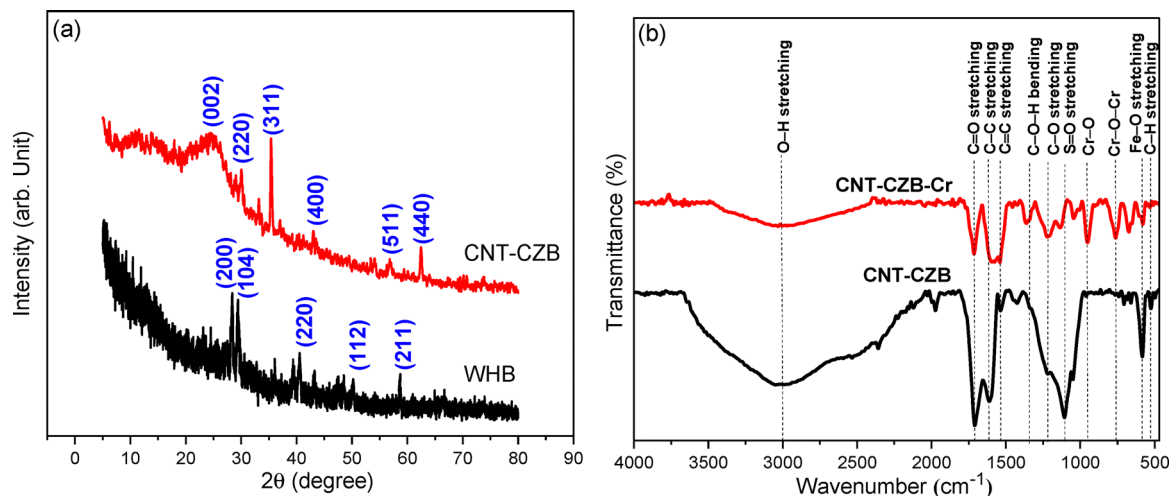 (a)
Intensity (arb. Unit)
(002)
(220)
(311)
(400)
(511)
(440)
CNT-CZB
(200)
(104)
(220)
(112)
(211)
WHB
0 10 20 30 40 50 60 70 80 90
2θ (degree)
(b)
Transmittance (%)
O–H stretching
C=O stretching
C–C stretching
C=C stretching
C–O–H bending
C–O stretching
S=O stretching
Cr–O
Cr–O–Cr
Fe–O stretching
C–H stretching
CNT-CZB-Cr
CNT-CZB
4000 3500 3000 2500 2000 1500 1000 500
Wavenumber (cm⁻¹)